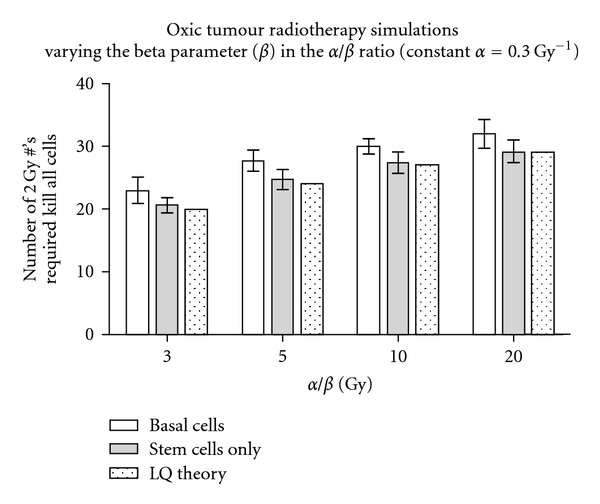 Oxic tumour radiotherapy simulations
varying the beta parameter (β) in the α/β ratio (constant α = 0.3 Gy⁻¹)
Number of 2 Gy #'s
required kill all cells
40
30
20
10
0
3 5 10 20
α/β (Gy)
Basal cells
Stem cells only
LQ theory